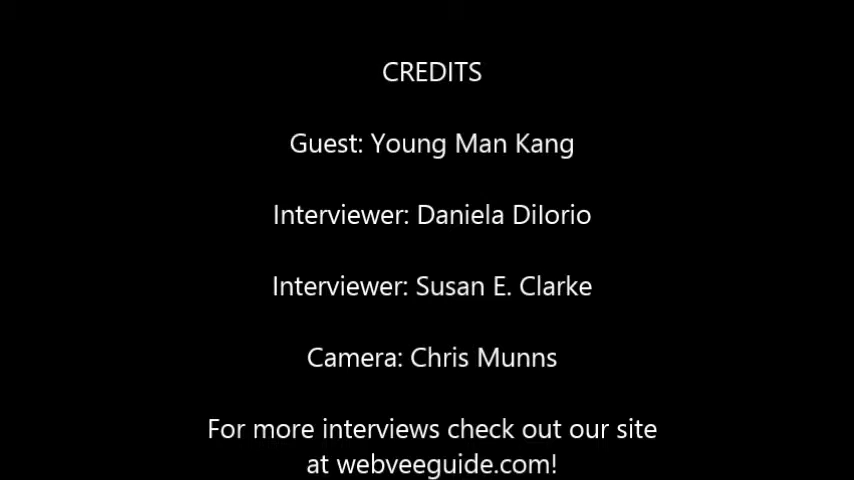 CREDITS
Guest: Young Man Kang
Interviewer: Daniela DiIorio
Interviewer: Susan E. Clarke
Camera: Chris Munns
For more interviews check out our site
at webveeguide.com!